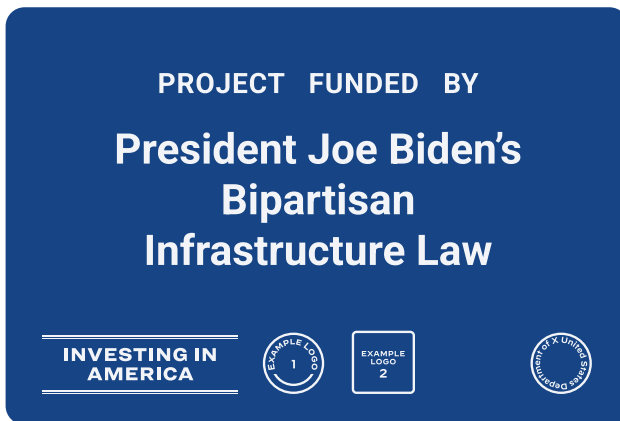 PROJECT FUNDED BY
President Joe Biden’s
Bipartisan
Infrastructure Law
INVESTING IN
AMERICA
EXAMPLE LOGO
1
EXAMPLE
LOGO
2
Department of X United States